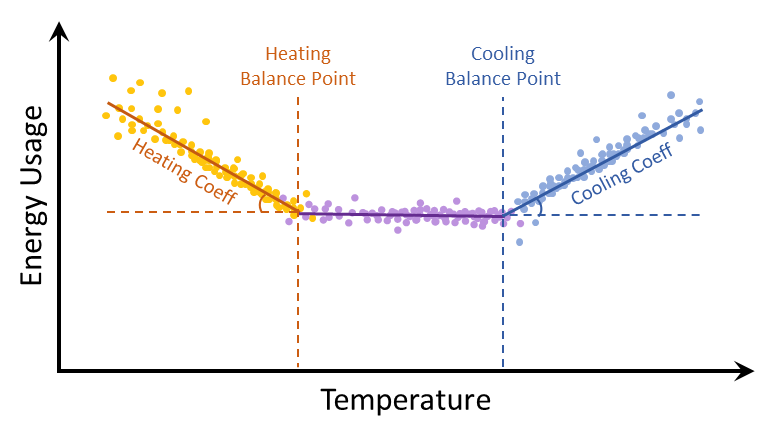 Heating
Balance Point
Cooling
Balance Point
Heating Coeff
Cooling Coeff
Energy Usage
Temperature